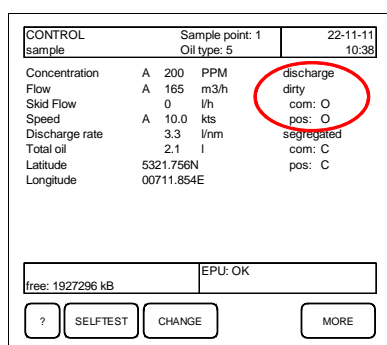 CONTROL Sample point: 1 22-11-11
sample Oil type: 5 10:38
Concentration A 200 PPM discharge
Flow A 165 m3/h dirty
Skid Flow 0 l/h com: O
Speed A 10.0 kts pos: O
Discharge rate 3.3 l/nm segregated
Total oil 2.1 l com: C
Latitude 5321.756N pos: C
Longitude 00711.854E
EPU: OK
free: 1927296 kB
? SELFTEST CHANGE MORE